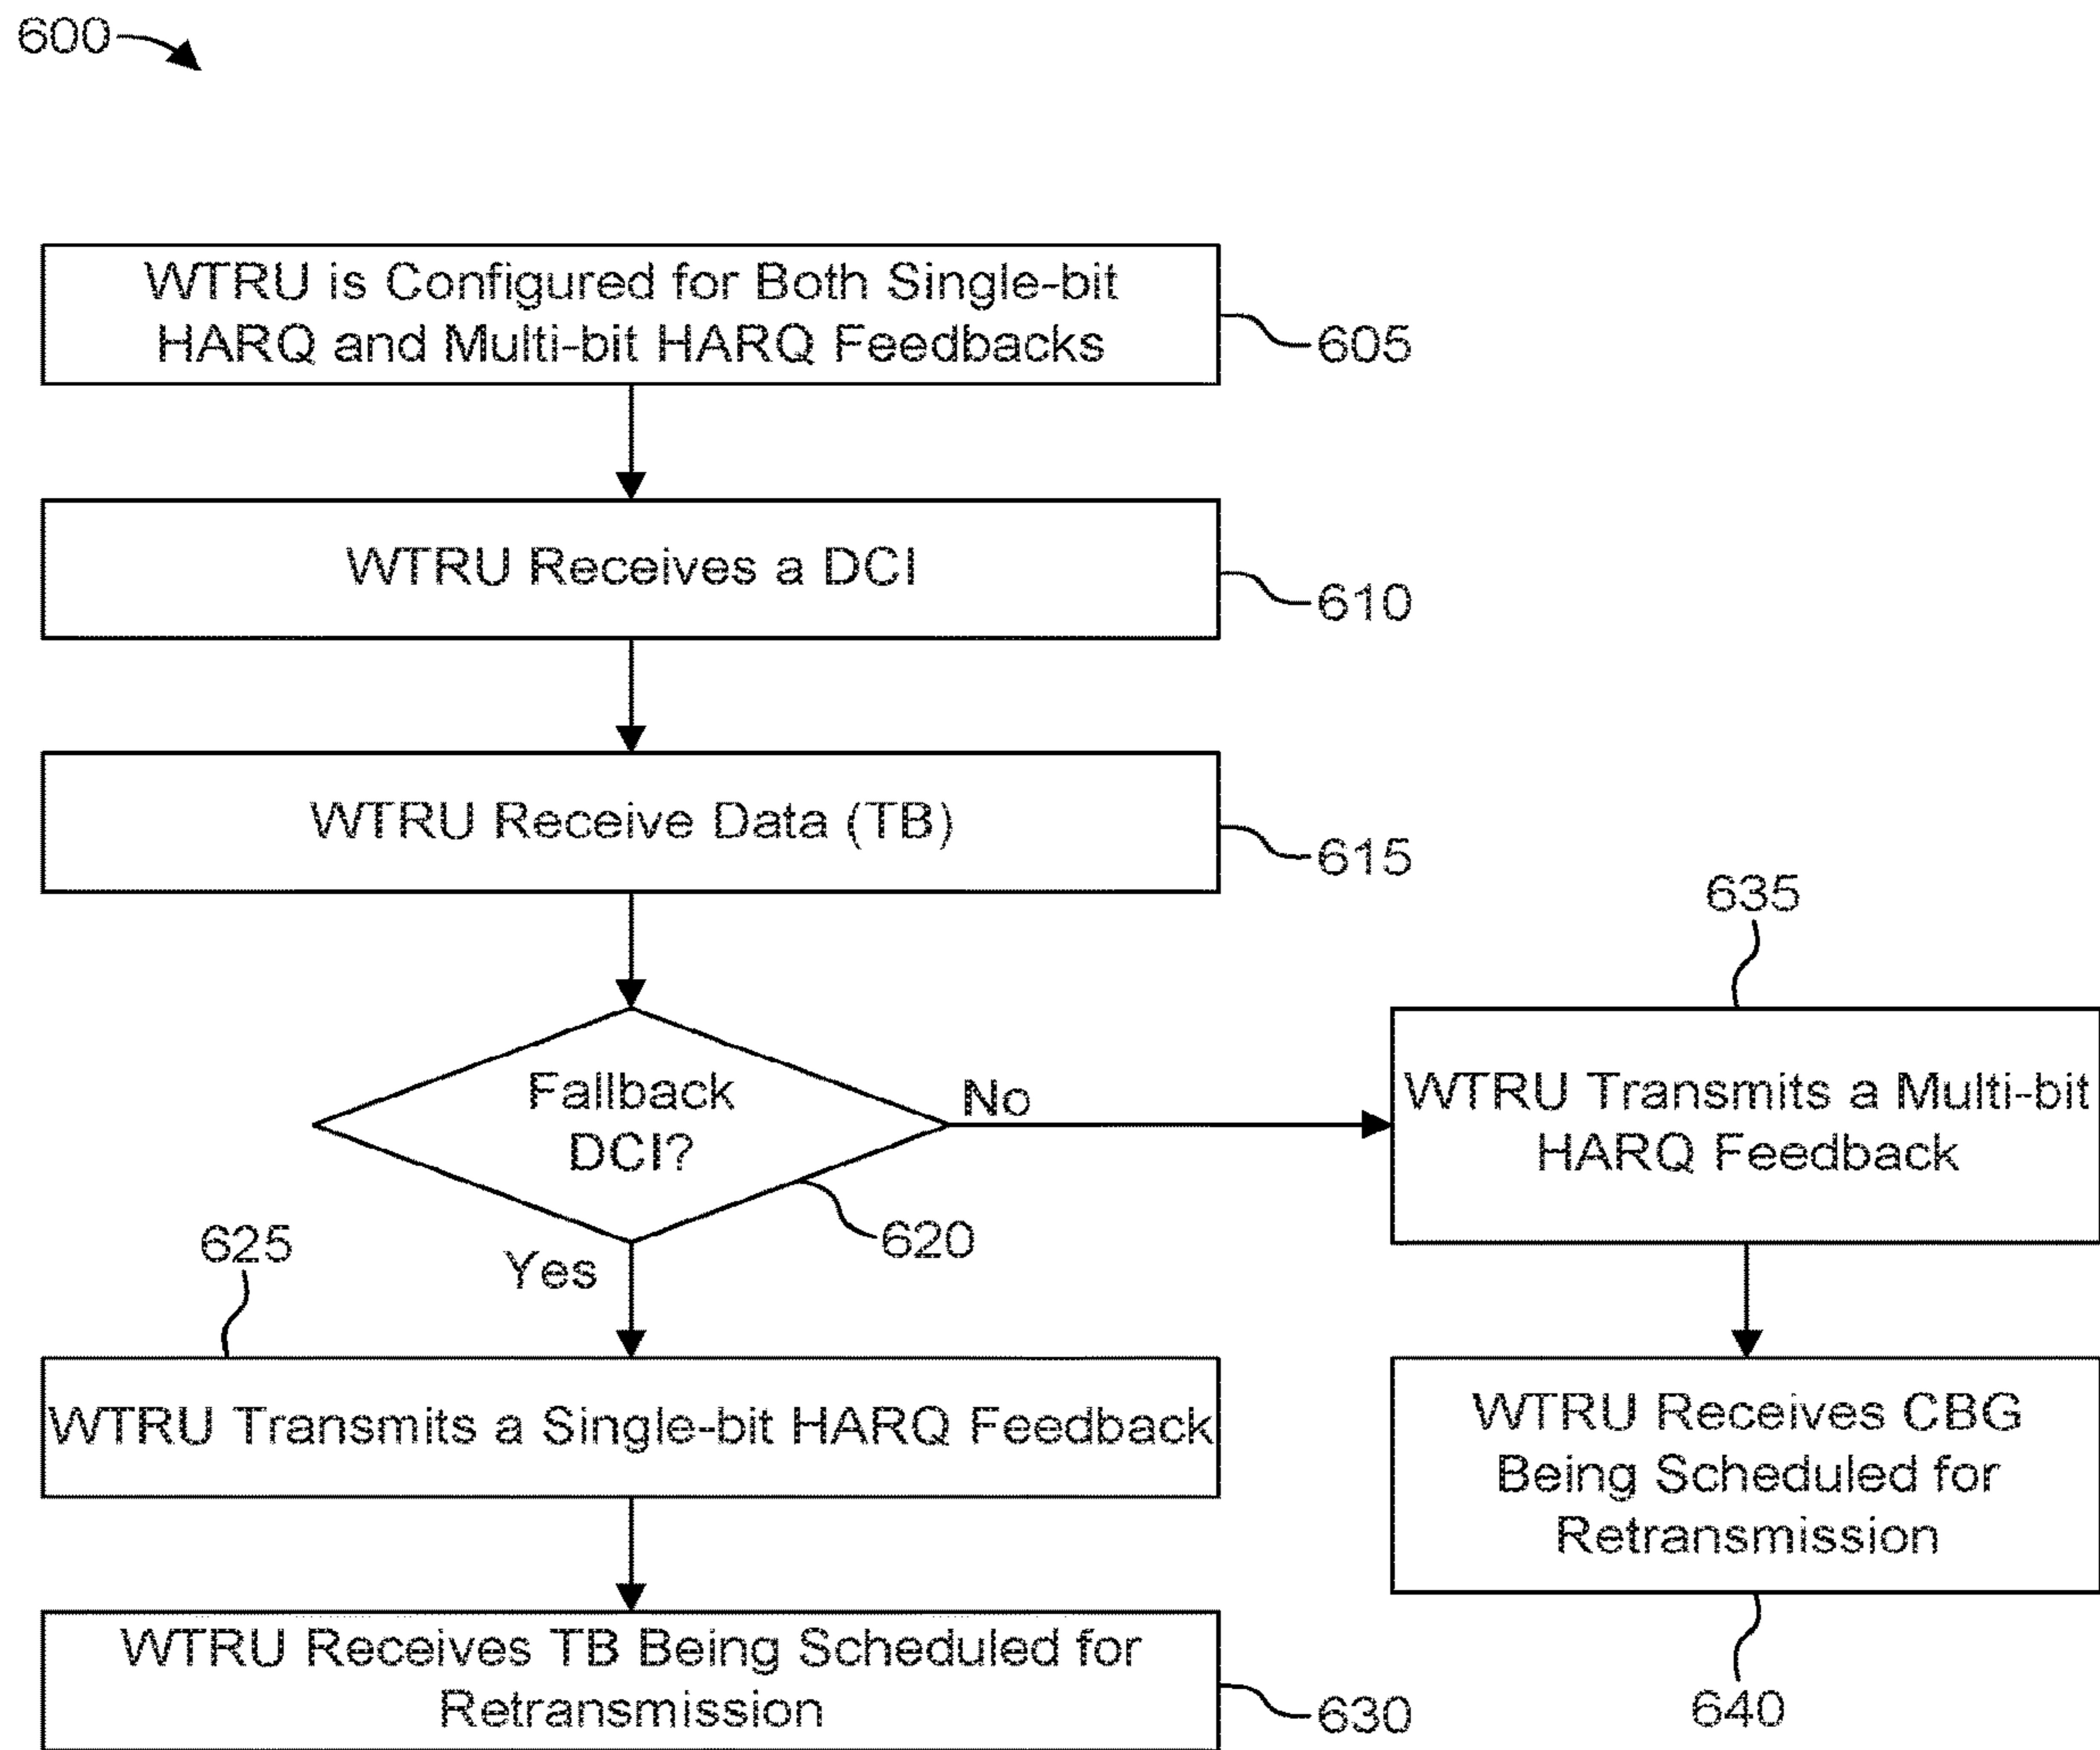 600
WTRU is Configured for Both Single-bit
HARQ and Multi-bit HARQ Feedbacks
605
WTRU Receives a DCI
610
WTRU Receive Data (TB)
615
635
Fallback
DCI?
No
WTRU Transmits a Multi-bit
HARQ Feedback
620
625
Yes
WTRU Transmits a Single-bit HARQ Feedback
WTRU Receives CBG
Being Scheduled for
Retransmission
WTRU Receives TB Being Scheduled for
Retransmission
630
640